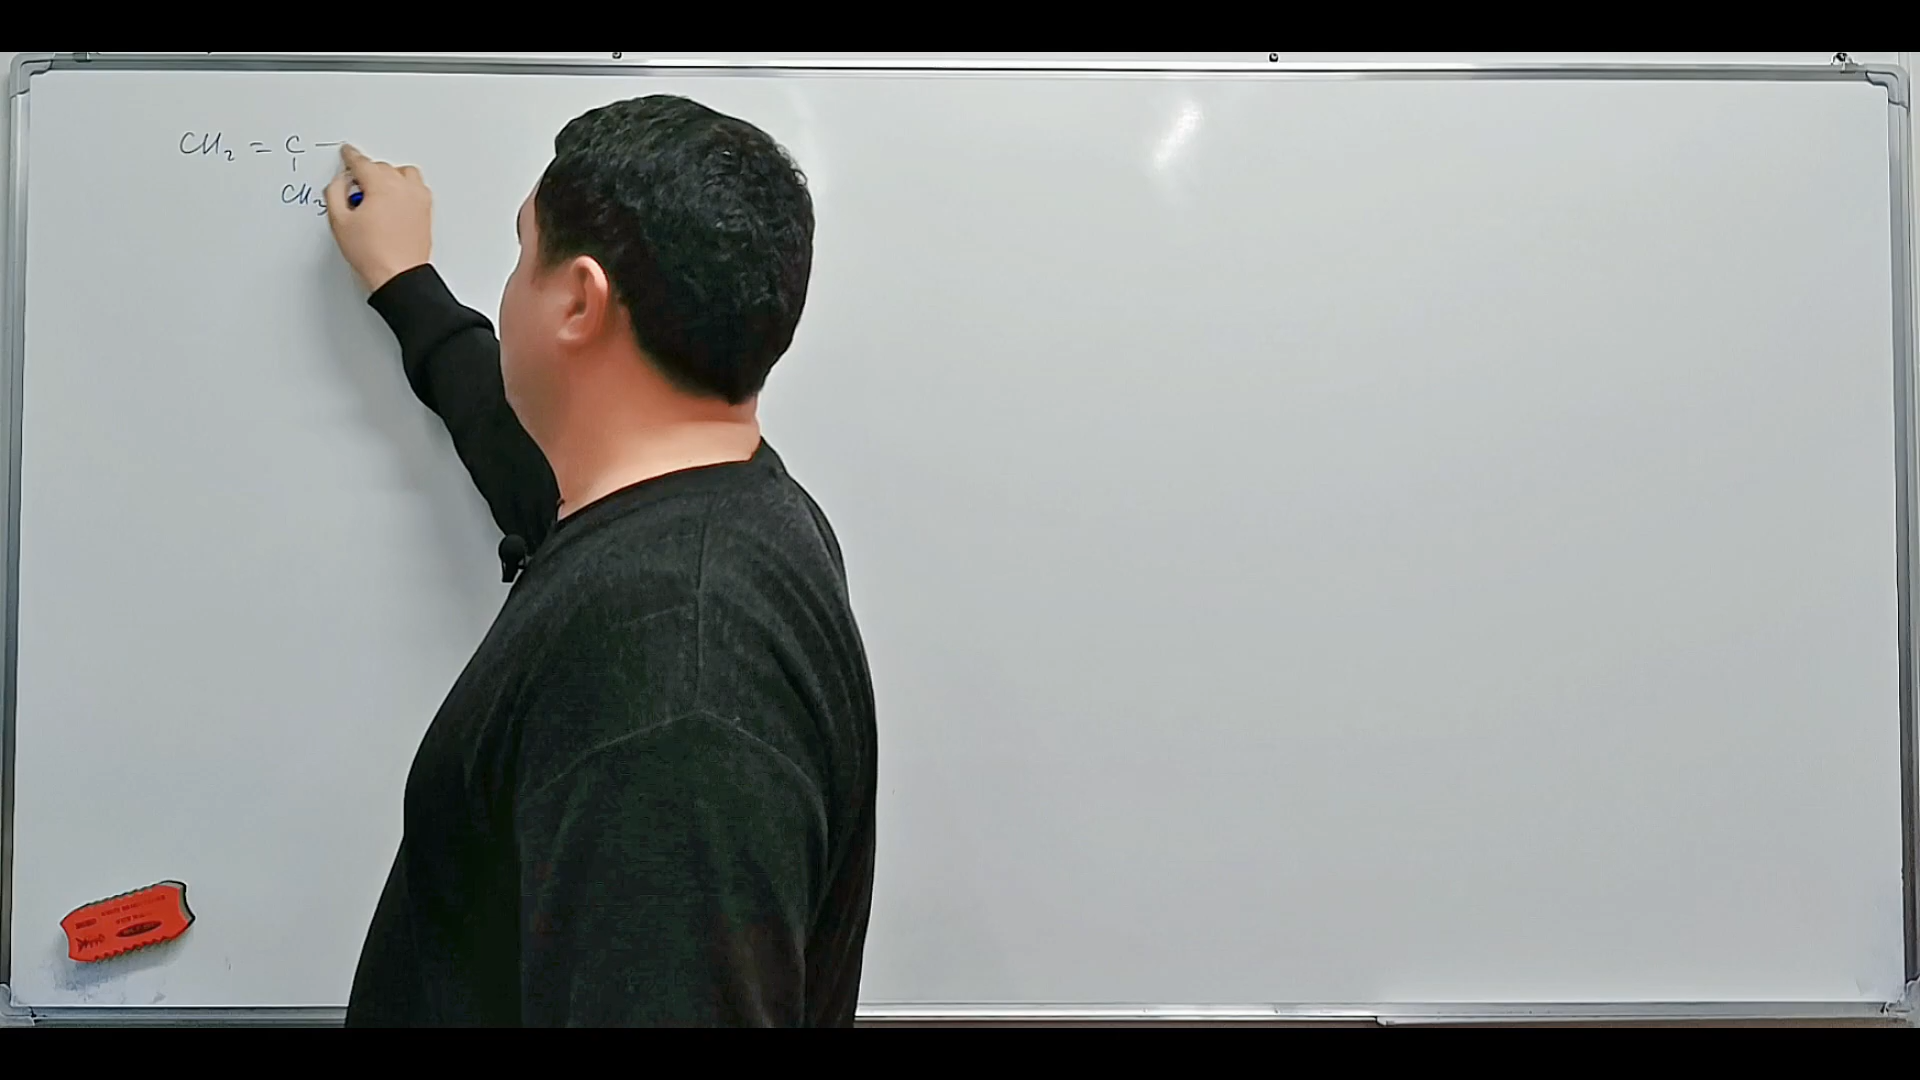 CH₂ = C —
CH₃